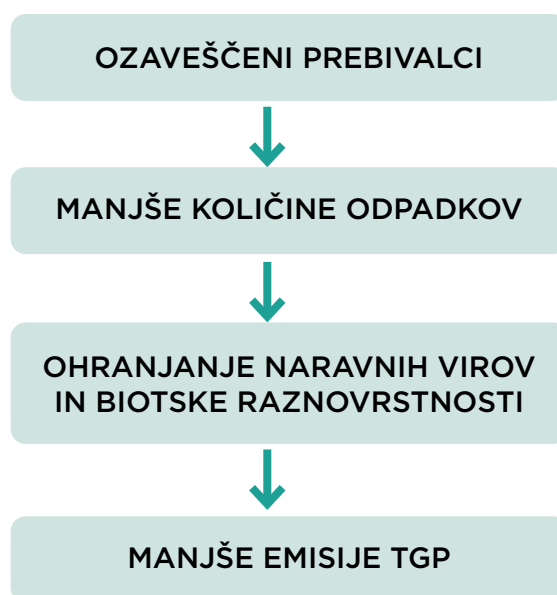 OZAVEŠČENI PREBIVALCI
MANJŠE KOLIČINE ODPADKOV
OHRANJANJE NARAVNIH VIROV
IN BIOTSKE RAZNOVRSTNOSTI
MANJŠE EMISIJE TGP